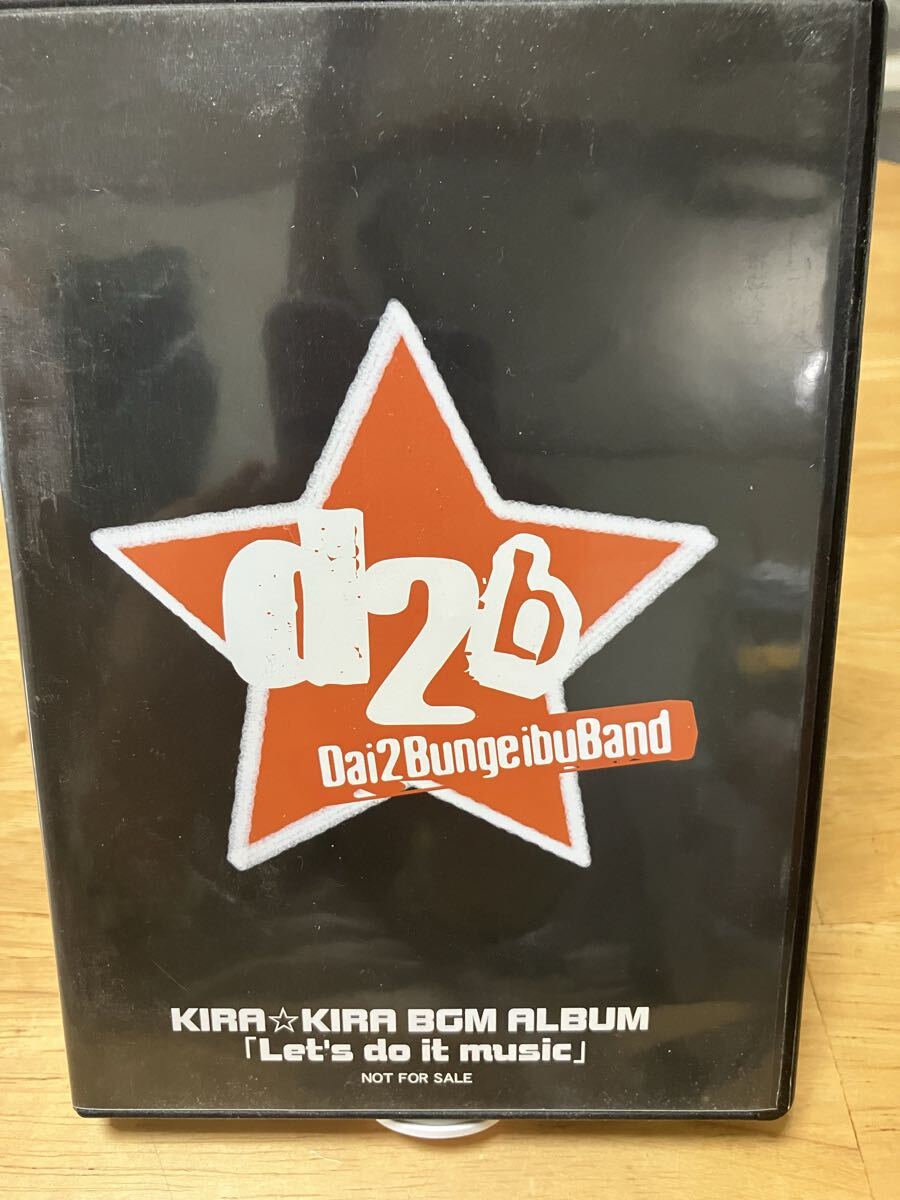 d2b
Dai2BungeibuBand
KIRA☆KIRA BGM ALBUM
「Let's do it music」
NOT FOR SALE